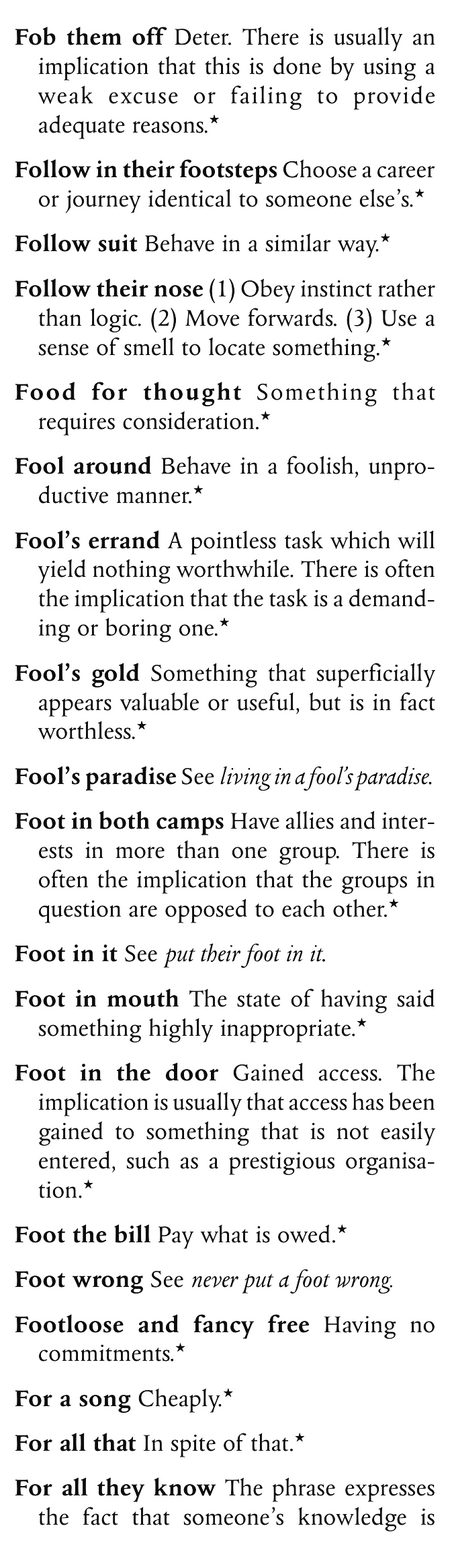 Fob them off Deter. There is usually an
implication that this is done by using a
weak excuse or failing to provide
adequate reasons.★
Follow in their footsteps Choose a career
or journey identical to someone else’s.★
Follow suit Behave in a similar way.★
Follow their nose (1) Obey instinct rather
than logic. (2) Move forwards. (3) Use a
sense of smell to locate something.★
Food for thought Something that
requires consideration.★
Fool around Behave in a foolish, unpro-
ductive manner.★
Fool’s errand A pointless task which will
yield nothing worthwhile. There is often
the implication that the task is a demand-
ing or boring one.★
Fool’s gold Something that superficially
appears valuable or useful, but is in fact
worthless.★
Fool’s paradise See living in a fool’s paradise.
Foot in both camps Have allies and inter-
ests in more than one group. There is
often the implication that the groups in
question are opposed to each other.★
Foot in it See put their foot in it.
Foot in mouth The state of having said
something highly inappropriate.★
Foot in the door Gained access. The
implication is usually that access has been
gained to something that is not easily
entered, such as a prestigious organisa-
tion.★
Foot the bill Pay what is owed.★
Foot wrong See never put a foot wrong.
Footloose and fancy free Having no
commitments.★
For a song Cheaply.★
For all that In spite of that.★
For all they know The phrase expresses
the fact that someone’s knowledge is